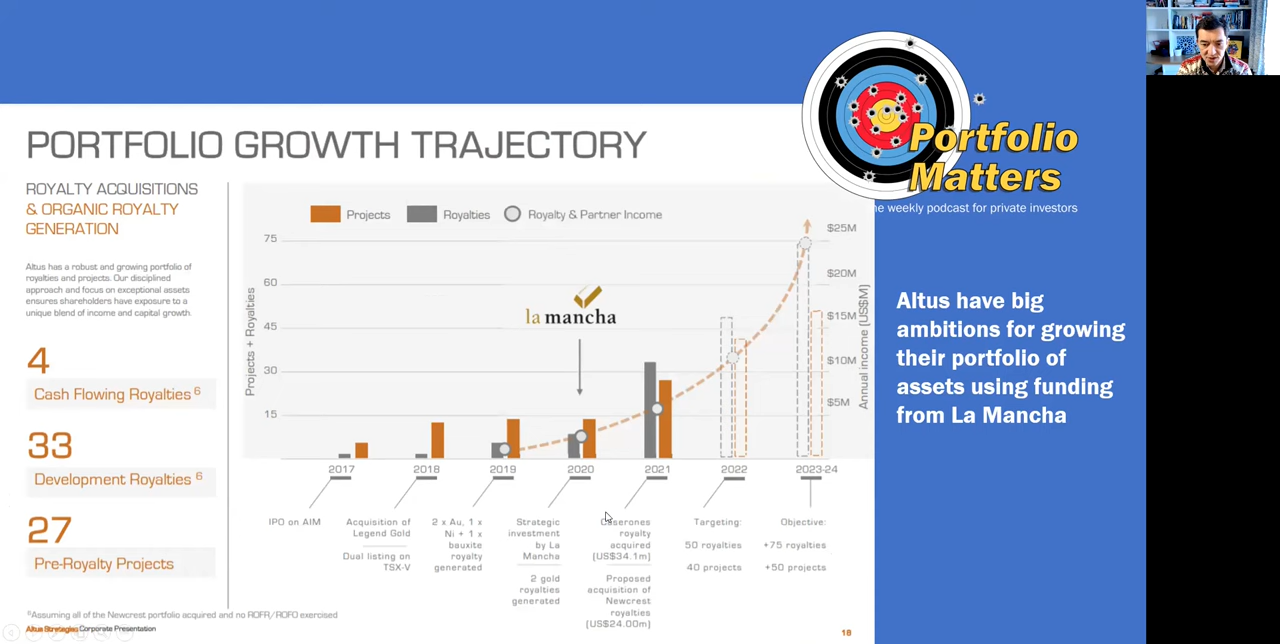 PORTFOLIO GROWTH TRAJECTORY
ROYALTY ACQUISITIONS
& ORGANIC ROYALTY
GENERATION
Altus has a robust and growing portfolio of
royalties and projects. Our disciplined
approach and focus on exceptional assets
ensures shareholders have exposure to a
unique blend of income and capital growth.
4
Cash Flowing Royalties 6
33
Development Royalties 6
27
Pre-Royalty Projects
Projects
Royalties
Royalty & Partner Income
Projects + Royalties
75
60
45
30
15
la mancha
$25M
$20M
$15M
$10M
$5M
Annual income (US$M)
2017
2018
2019
2020
2021
2022
2023-24
IPO on AIM
Acquisition of
Legend Gold
Dual listing on
TSX-V
2 x Au, 1 x
Ni + 1 x
bauxite
royalty
generated
Strategic
investment
by La
Mancha
2 gold
royalties
generated
Caserones
royalty
acquired
(US$34.1m)
Proposed
acquisition of
Newcrest
royalties
(US$24.00m)
Targeting:
50 royalties
40 projects
Objective:
+75 royalties
+50 projects
6Assuming all of the Newcrest portfolio acquired and no ROFR/ROFO exercised
Altus Strategies Corporate Presentation
18
Portfolio
Matters
he weekly podcast for private investors
Altus have big
ambitions for growing
their portfolio of
assets using funding
from La Mancha